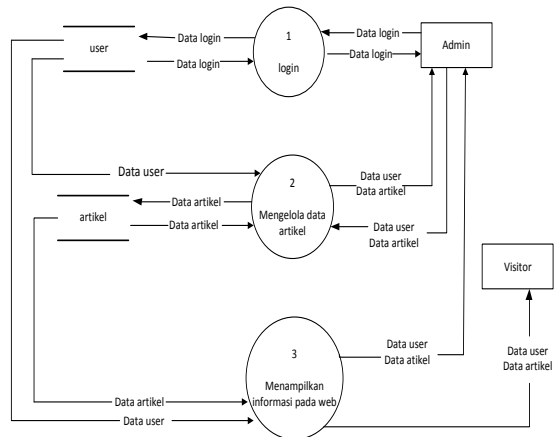 Data login
1
Data login
user
Data login
Admin
Data login
login
Data login
Data user
2
Data user
Data artikel
Data artikel
artikel
Mengelola data
artikel
Data artikel
Data user
Data artikel
Visitor
3
Data user
Data atikel
Data user
Data artikel
Menampilkan
informasi pada web
Data artikel
Data user